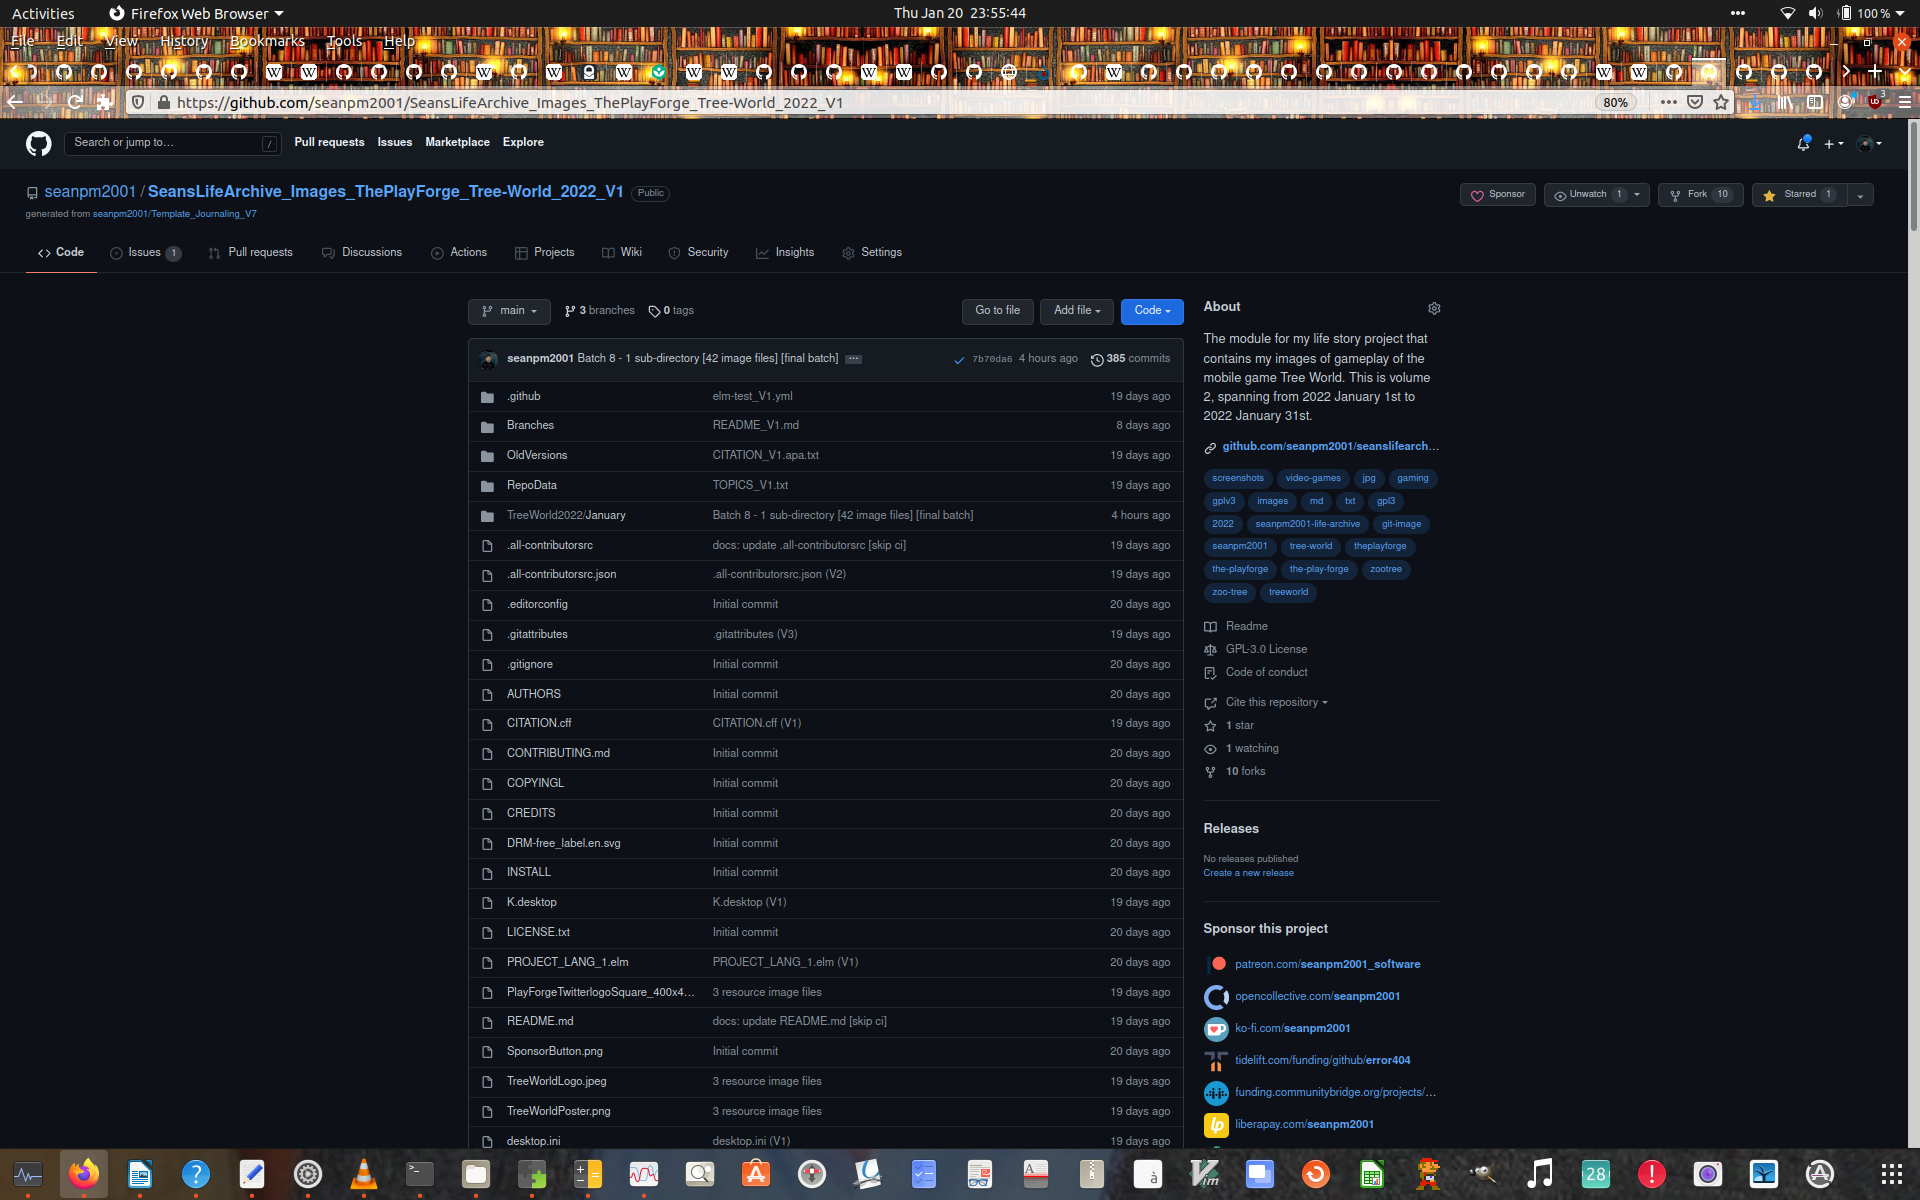 Activities Firefox Web Browser Thu Jan 20 23:55:44 100 %
File Edit View History Bookmarks Tools Help
https://github.com/seanpm2001/SeansLifeArchive_Images_ThePlayForge_Tree-World_2022_V1 80% 3
Search or jump to... / Pull requests Issues Marketplace Explore
seanpm2001 / SeansLifeArchive_Images_ThePlayForge_Tree-World_2022_V1 Public Sponsor Unwatch 1 Fork 10 Starred 1
generated from seanpm2001/Template_Journaling_V7
Code Issues 1 Pull requests Discussions Actions Projects Wiki Security Insights Settings
main 3 branches 0 tags Go to file Add file Code
seanpm2001 Batch 8 - 1 sub-directory [42 image files] [final batch] 7b70da6 4 hours ago 385 commits
.github elm-test_V1.yml 19 days ago
Branches README_V1.md 8 days ago
OldVersions CITATION_V1.apa.txt 19 days ago
RepoData TOPICS_V1.txt 19 days ago
TreeWorld2022/January Batch 8 - 1 sub-directory [42 image files] [final batch] 4 hours ago
.all-contributorsrc docs: update .all-contributorsrc [skip ci] 19 days ago
.all-contributorsrc.json .all-contributorsrc.json (V2) 19 days ago
.editorconfig Initial commit 20 days ago
.gitattributes .gitattributes (V3) 19 days ago
.gitignore Initial commit 20 days ago
AUTHORS Initial commit 20 days ago
CITATION.cff CITATION.cff (V1) 19 days ago
CONTRIBUTING.md Initial commit 20 days ago
COPYINGL Initial commit 20 days ago
CREDITS Initial commit 20 days ago
DRM-free_label.en.svg Initial commit 20 days ago
INSTALL Initial commit 20 days ago
K.desktop K.desktop (V1) 19 days ago
LICENSE.txt Initial commit 20 days ago
PROJECT_LANG_1.elm PROJECT_LANG_1.elm (V1) 20 days ago
PlayForgeTwitterlogoSquare_400x4... 3 resource image files 19 days ago
README.md docs: update README.md [skip ci] 19 days ago
SponsorButton.png Initial commit 20 days ago
TreeWorldLogo.jpeg 3 resource image files 19 days ago
TreeWorldPoster.png 3 resource image files 19 days ago
desktop.ini desktop.ini (V1) 19 days ago
About
The module for my life story project that
contains my images of gameplay of the
mobile game Tree World. This is volume
2, spanning from 2022 January 1st to
2022 January 31st.
github.com/seanpm2001/seanslifearch...
screenshots video-games jpg gaming
gplv3 images md txt gpl3
2022 seanpm2001-life-archive git-image
seanpm2001 tree-world theplayforge
the-playforge the-play-forge zootree
zoo-tree treeworld
Readme
GPL-3.0 License
Code of conduct
Cite this repository
1 star
1 watching
10 forks
Releases
No releases published
Create a new release
Sponsor this project
patreon.com/seanpm2001_software
opencollective.com/seanpm2001
ko-fi.com/seanpm2001
tidelift.com/funding/github/error404
funding.communitybridge.org/projects/...
liberapay.com/seanpm2001
28